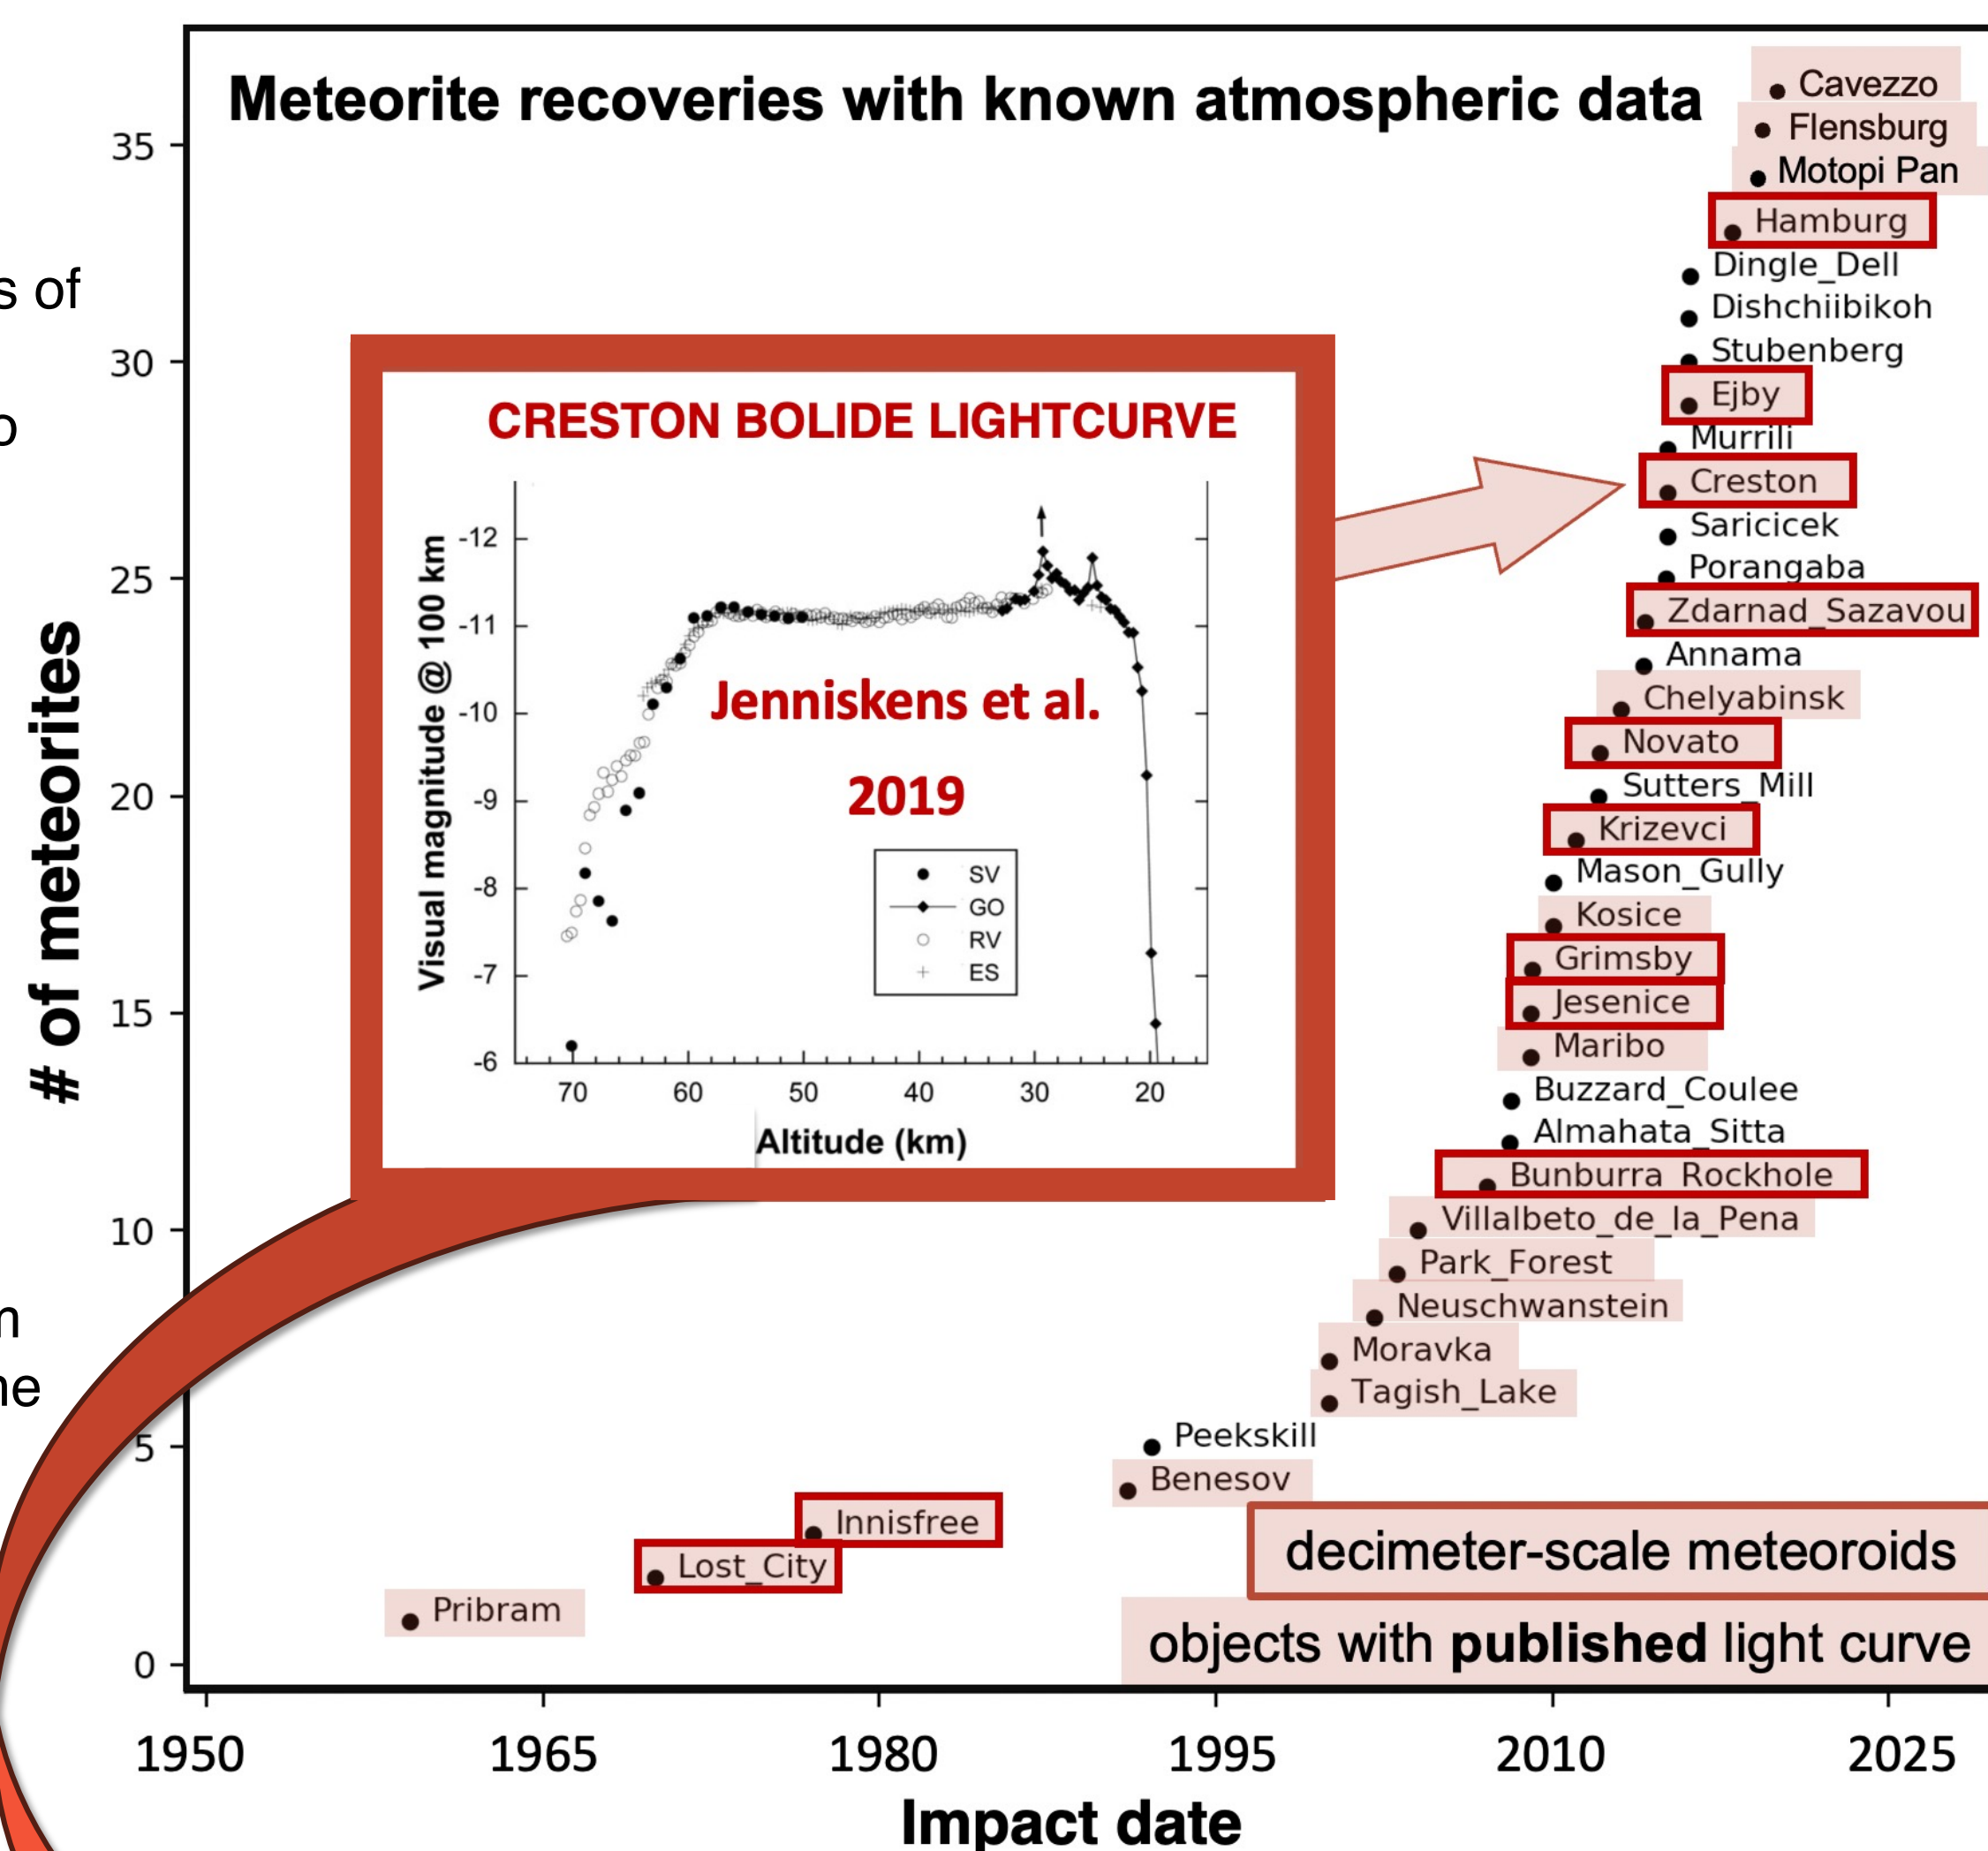 Meteorite recoveries with known atmospheric data
s of
o
m
ne
# of meteorites
35
30
25
20
15
10
5
0
CRESTON BOLIDE LIGHTCURVE
Visual magnitude @ 100 km
-12
-11
-10
-9
-8
-7
-6
Jenniskens et al.
2019
SV
GO
RV
ES
70 60 50 40 30 20
Altitude (km)
Cavezzo
Flensburg
Motopi Pan
Hamburg
Dingle_Dell
Dishchiibikoh
Stubenberg
Ejby
Murrili
Creston
Saricicek
Porangaba
Zdarnad_Sazavou
Annama
Chelyabinsk
Novato
Sutters_Mill
Krizevci
Mason_Gully
Kosice
Grimsby
Jesenice
Maribo
Buzzard_Coulee
Almahata_Sitta
Bunburra Rockhole
Villalbeto_de_la_Pena
Park_Forest
Neuschwanstein
Moravka
Tagish_Lake
Peekskill
Benesov
Innisfree
Lost_City
Pribram
decimeter-scale meteoroids
objects with published light curve
1950 1965 1980 1995 2010 2025
Impact date